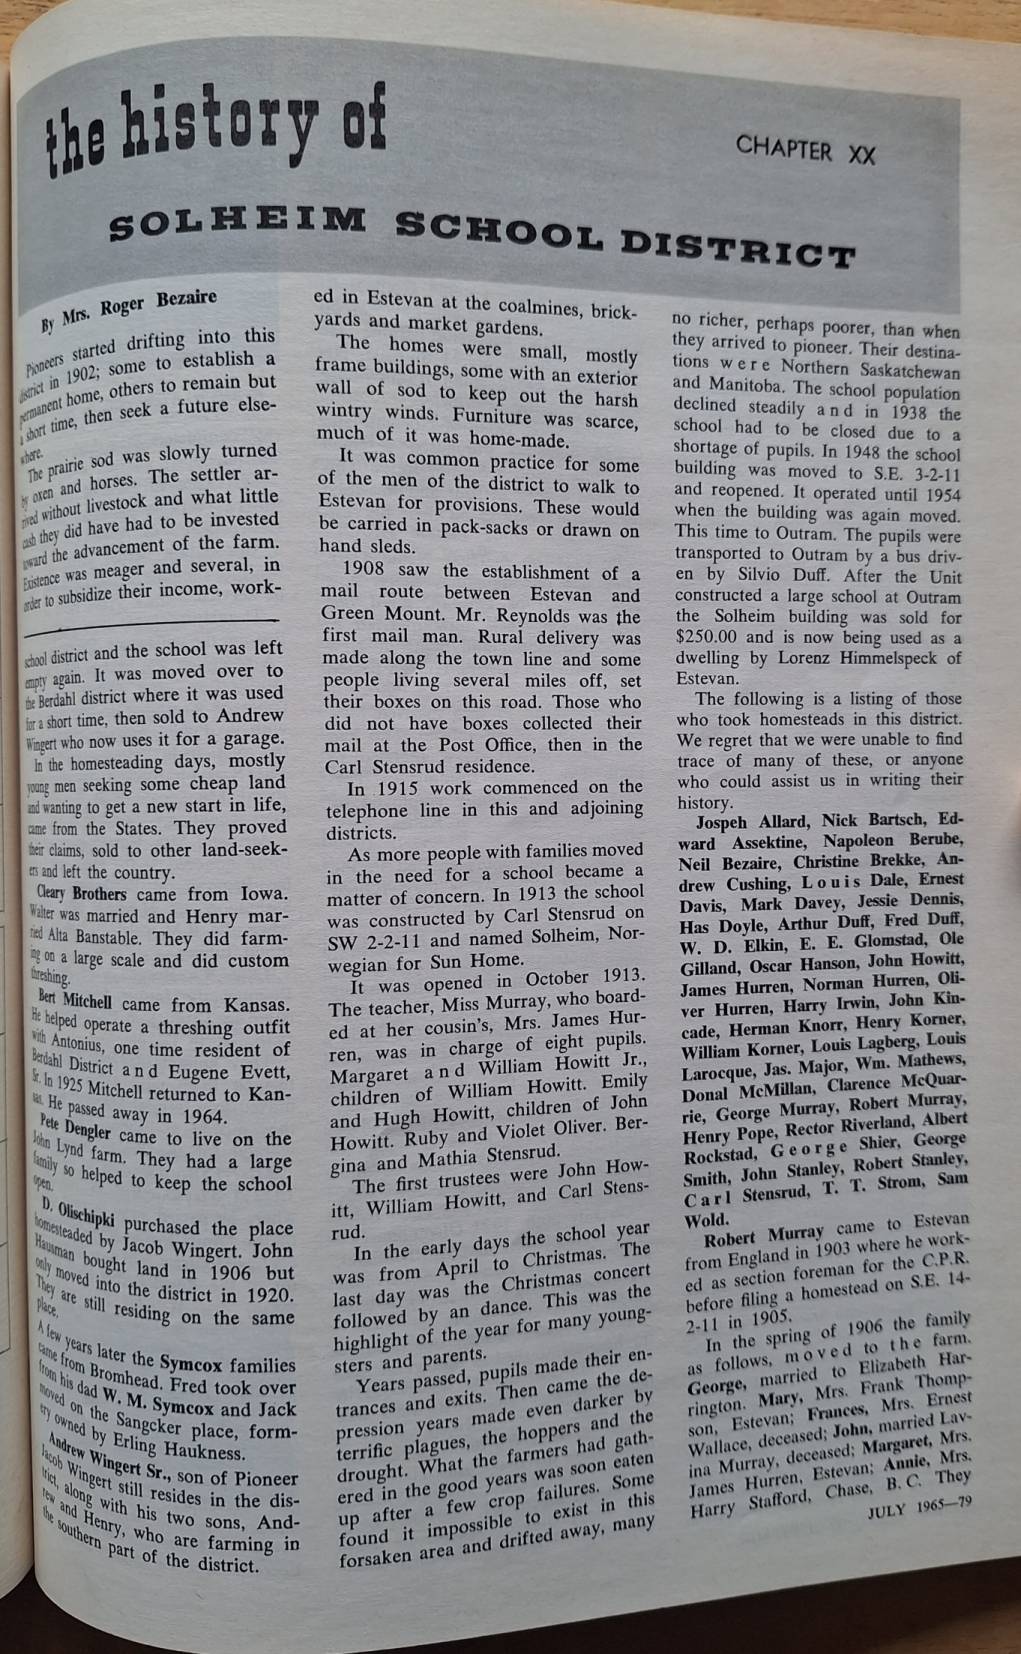 the history of
CHAPTER XX
SOLHEIM SCHOOL DISTRICT
By Mrs. Roger Bezaire
Pioneers started drifting into this
district in 1902; some to establish a
permanent home, others to remain but
a short time, then seek a future else-
where.
The prairie sod was slowly turned
by oxen and horses. The settler ar-
rived without livestock and what little
cash they did have had to be invested
toward the advancement of the farm.
Existence was meager and several, in
order to subsidize their income, work-
school district and the school was left
empty again. It was moved over to
the Berdahl district where it was used
for a short time, then sold to Andrew
Wingert who now uses it for a garage.
In the homesteading days, mostly
young men seeking some cheap land
and wanting to get a new start in life,
came from the States. They proved
their claims, sold to other land-seek-
ers and left the country.
Cleary Brothers came from Iowa.
Walter was married and Henry mar-
ried Alta Banstable. They did farm-
ing on a large scale and did custom
threshing.
Bert Mitchell came from Kansas.
He helped operate a threshing outfit
with Antonius, one time resident of
Berdahl District and Eugene Evett,
Sr. In 1925 Mitchell returned to Kan-
sas. He passed away in 1964.
Pete Dengler came to live on the
John Lynd farm. They had a large
family so helped to keep the school
open.
D. Olischipki purchased the place
homesteaded by Jacob Wingert. John
Hausman bought land in 1906 but
only moved into the district in 1920.
They are still residing on the same
place.
A few years later the Symcox families
came from Bromhead. Fred took over
from his dad W. M. Symcox and Jack
moved on the Sangcker place, form-
ery owned by Erling Haukness.
Andrew Wingert Sr., son of Pioneer
Jacob Wingert still resides in the dis-
trict, along with his two sons, And-
rew and Henry, who are farming in
the southern part of the district.
ed in Estevan at the coalmines, brick-
yards and market gardens.
The homes were small, mostly
frame buildings, some with an exterior
wall of sod to keep out the harsh
wintry winds. Furniture was scarce,
much of it was home-made.
It was common practice for some
of the men of the district to walk to
Estevan for provisions. These would
be carried in pack-sacks or drawn on
hand sleds.
1908 saw the establishment of a
mail route between Estevan and
Green Mount. Mr. Reynolds was the
first mail man. Rural delivery was
made along the town line and some
people living several miles off, set
their boxes on this road. Those who
did not have boxes collected their
mail at the Post Office, then in the
Carl Stensrud residence.
In 1915 work commenced on the
telephone line in this and adjoining
districts.
As more people with families moved
in the need for a school became a
matter of concern. In 1913 the school
was constructed by Carl Stensrud on
SW 2-2-11 and named Solheim, Nor-
wegian for Sun Home.
It was opened in October 1913.
The teacher, Miss Murray, who board-
ed at her cousin's, Mrs. James Hur-
ren, was in charge of eight pupils.
Margaret and William Howitt Jr.,
children of William Howitt. Emily
and Hugh Howitt, children of John
Howitt. Ruby and Violet Oliver. Ber-
gina and Mathia Stensrud.
The first trustees were John How-
itt, William Howitt, and Carl Stens-
rud.
In the early days the school year
was from April to Christmas. The
last day was the Christmas concert
followed by an dance. This was the
highlight of the year for many young-
sters and parents.
Years passed, pupils made their en-
trances and exits. Then came the de-
pression years made even darker by
terrific plagues, the hoppers and the
drought. What the farmers had gath-
ered in the good years was soon eaten
up after a few crop failures. Some
found it impossible to exist in this
forsaken area and drifted away, many
no richer, perhaps poorer, than when
they arrived to pioneer. Their destina-
tions were Northern Saskatchewan
and Manitoba. The school population
declined steadily and in 1938 the
school had to be closed due to a
shortage of pupils. In 1948 the school
building was moved to S.E. 3-2-11
and reopened. It operated until 1954
when the building was again moved.
This time to Outram. The pupils were
transported to Outram by a bus driv-
en by Silvio Duff. After the Unit
constructed a large school at Outram
the Solheim building was sold for
$250.00 and is now being used as a
dwelling by Lorenz Himmelspeck of
Estevan.
The following is a listing of those
who took homesteads in this district.
We regret that we were unable to find
trace of many of these, or anyone
who could assist us in writing their
history.
Jospeh Allard, Nick Bartsch, Ed-
ward Assektine, Napoleon Berube,
Neil Bezaire, Christine Brekke, An-
drew Cushing, Louis Dale, Ernest
Davis, Mark Davey, Jessie Dennis,
Has Doyle, Arthur Duff, Fred Duff,
W. D. Elkin, E. E. Glomstad, Ole
Gilland, Oscar Hanson, John Howitt,
James Hurren, Norman Hurren, Oli-
ver Hurren, Harry Irwin, John Kin-
cade, Herman Knorr, Henry Korner,
William Korner, Louis Lagberg, Louis
Larocque, Jas. Major, Wm. Mathews,
Donal McMillan, Clarence McQuar-
rie, George Murray, Robert Murray,
Henry Pope, Rector Riverland, Albert
Rockstad, George Shier, George
Smith, John Stanley, Robert Stanley,
Carl Stensrud, T. T. Strom, Sam
Wold.
Robert Murray came to Estevan
from England in 1903 where he work-
ed as section foreman for the C.P.R.
before filing a homestead on S.E. 14-
2-11 in 1905.
In the spring of 1906 the family
as follows, moved to the farm.
George, married to Elizabeth Har-
rington. Mary, Mrs. Frank Thomp-
son, Estevan; Frances, Mrs. Ernest
Wallace, deceased; John, married Lav-
ina Murray, deceased; Margaret, Mrs.
James Hurren, Estevan; Annie, Mrs.
Harry Stafford, Chase, B.C. They
JULY 1965—79